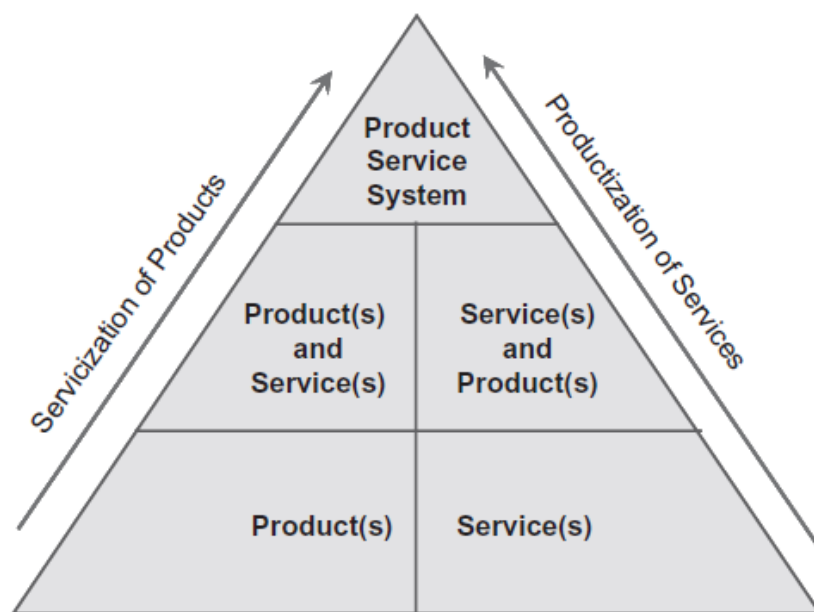 Servicization of Products
Productization of Services
Product
Service
System
Product(s)
and
Service(s)
Service(s)
and
Product(s)
Product(s)
Service(s)